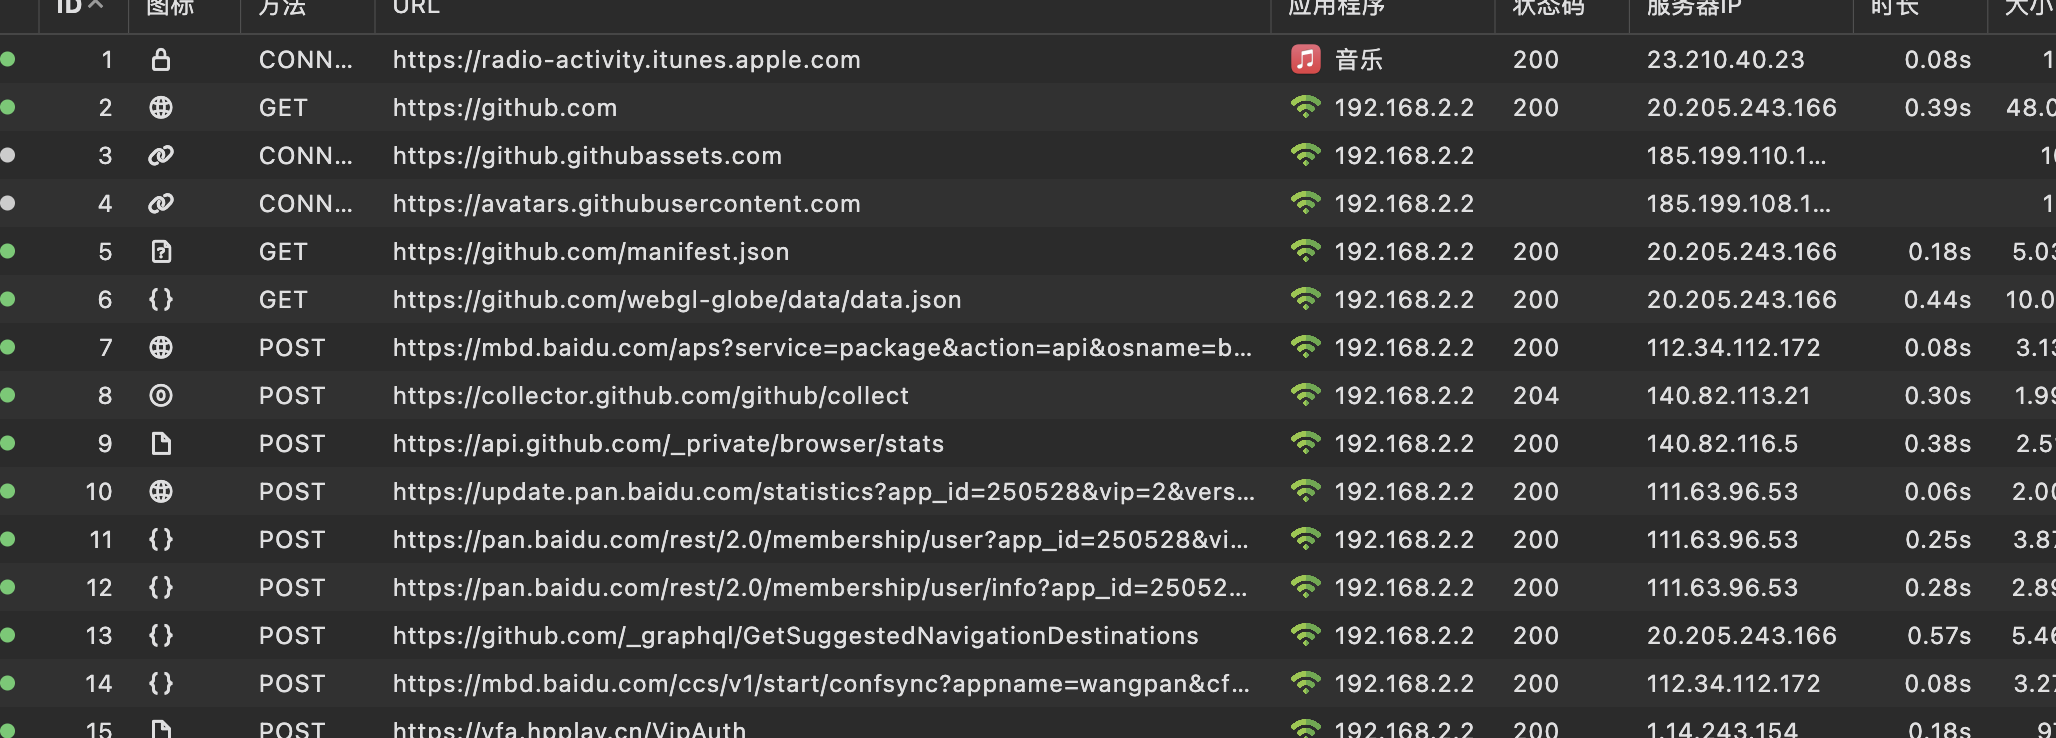 ID 图标 方法 URL 应用程序 状态码 服务器IP 时长 大小
1 CONN... https://radio-activity.itunes.apple.com 音乐 200 23.210.40.23 0.08s 1
2 GET https://github.com 192.168.2.2 200 20.205.243.166 0.39s 48.0
3 CONN... https://github.githubassets.com 192.168.2.2 185.199.110.1... 1
4 CONN... https://avatars.githubusercontent.com 192.168.2.2 185.199.108.1... 1
5 GET https://github.com/manifest.json 192.168.2.2 200 20.205.243.166 0.18s 5.03
6 { } GET https://github.com/webgl-globe/data/data.json 192.168.2.2 200 20.205.243.166 0.44s 10.0
7 POST https://mbd.baidu.com/aps?service=package&action=api&osname=b... 192.168.2.2 200 112.34.112.172 0.08s 3.13
8 POST https://collector.github.com/github/collect 192.168.2.2 204 140.82.113.21 0.30s 1.99
9 POST https://api.github.com/_private/browser/stats 192.168.2.2 200 140.82.116.5 0.38s 2.5
10 POST https://update.pan.baidu.com/statistics?app_id=250528&vip=2&vers... 192.168.2.2 200 111.63.96.53 0.06s 2.00
11 { } POST https://pan.baidu.com/rest/2.0/membership/user?app_id=250528&vi... 192.168.2.2 200 111.63.96.53 0.25s 3.87
12 { } POST https://pan.baidu.com/rest/2.0/membership/user/info?app_id=25052... 192.168.2.2 200 111.63.96.53 0.28s 2.89
13 { } POST https://github.com/_graphql/GetSuggestedNavigationDestinations 192.168.2.2 200 20.205.243.166 0.57s 5.46
14 { } POST https://mbd.baidu.com/ccs/v1/start/confsync?appname=wangpan&cf... 192.168.2.2 200 112.34.112.172 0.08s 3.27
15 POST https://vfa.hpplay.cn/VipAuth 192.168.2.2 200 1.14.243.154 0.18s 9